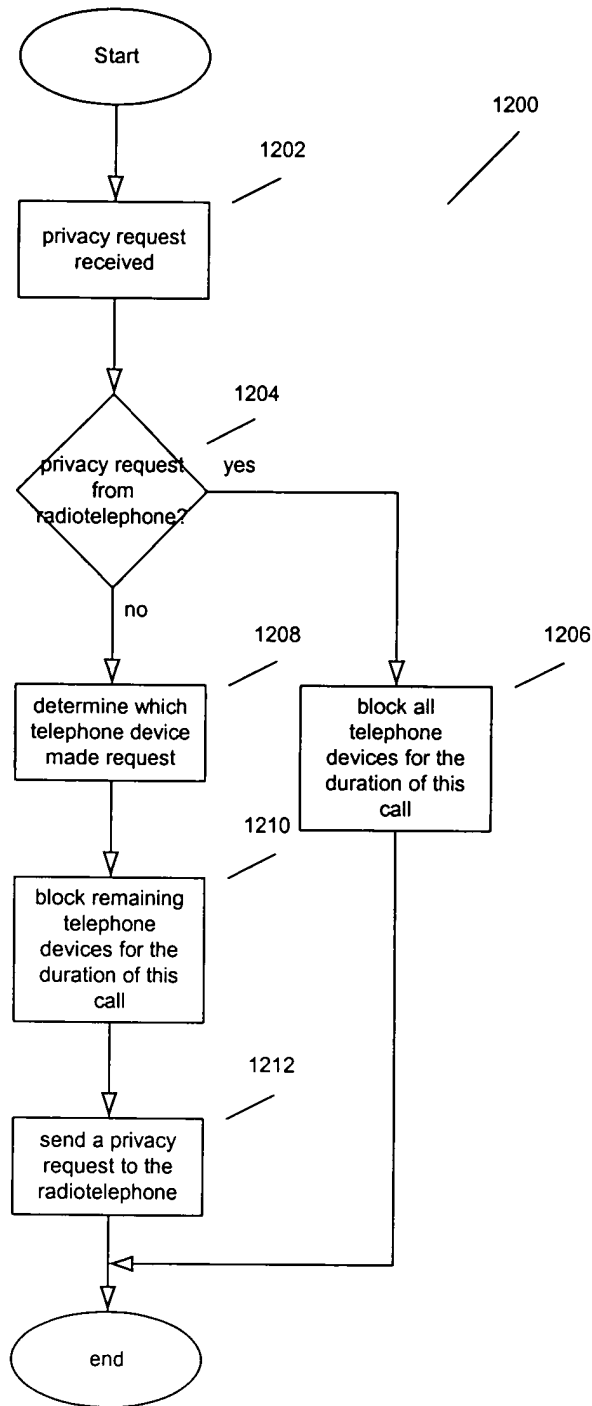 Start
1200
1202
privacy request
received
1204
privacy request
from
radiotelephone?
yes
no
1208
1206
determine which
telephone device
made request
block all
telephone
devices for the
duration of this
call
1210
block remaining
telephone
devices for the
duration of this
call
1212
send a privacy
request to the
radiotelephone
end